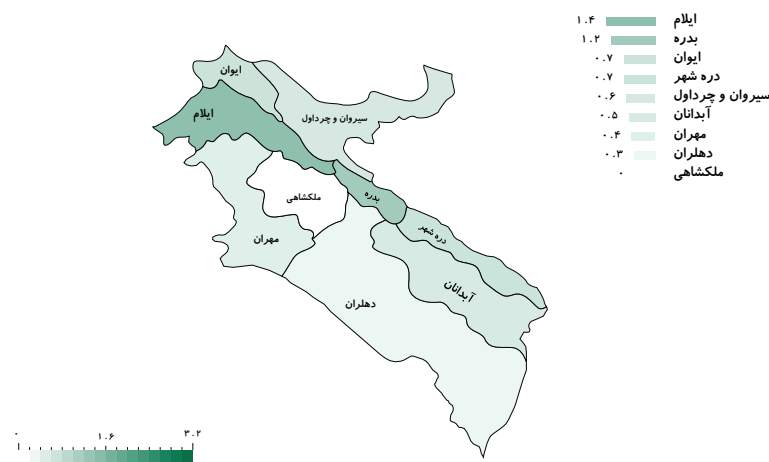 ایلام ۱.۴
بدره ۱.۲
ایوان ۰.۷
دره شهر ۰.۷
سیروان و چرداول ۰.۶
آبدانان ۰.۵
مهران ۰.۴
دهلران ۰.۳
ملکشاهی ۰
ایوان
ایلام
سیروان و چرداول
ملکشاهی
بدره
دره شهر
مهران
آبدانان
دهلران
۰ ۱.۶ ۳.۲